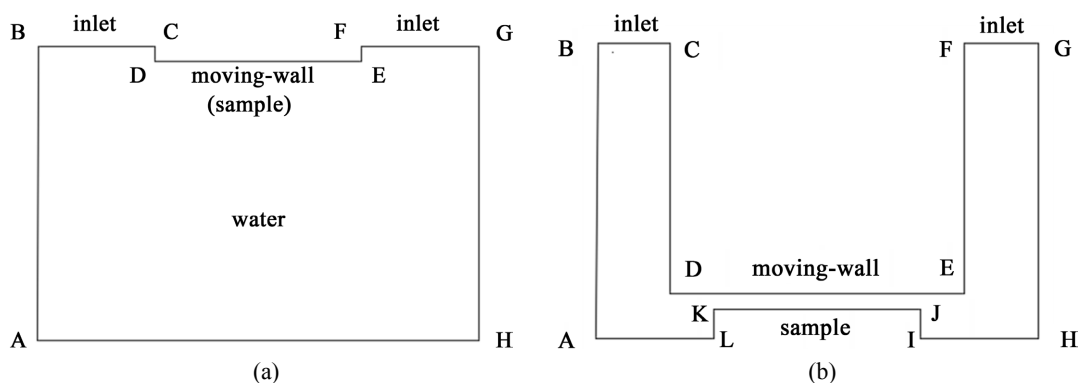 B inlet C F inlet G
D moving-wall E
(sample)
water
A H
(a)
inlet inlet
B C F G
D moving-wall E
K J
sample
A L I H
(b)